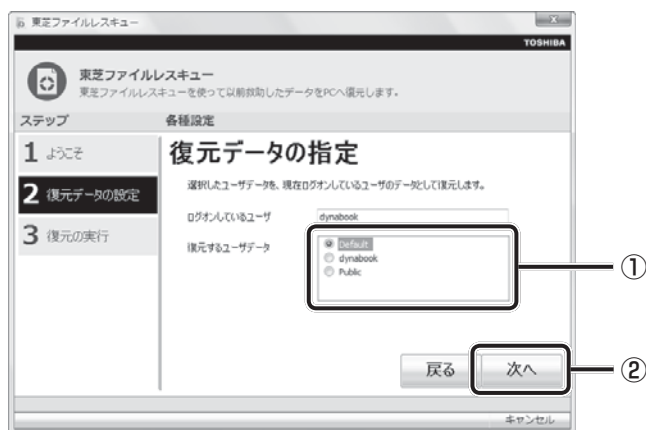 東芝ファイルレスキュー
TOSHIBA
東芝ファイルレスキュー
東芝ファイルレスキューを使って以前救助したデータをPCへ復元します。
ステップ
各種設定
1 ようこそ
2 復元データの設定
3 復元の実行
復元データの指定
選択したユーザデータを、現在ログオンしているユーザのデータとして復元します。
ログオンしているユーザ dynabook
復元するユーザデータ
Default
dynabook
Public
①
戻る 次へ ②
キャンセル